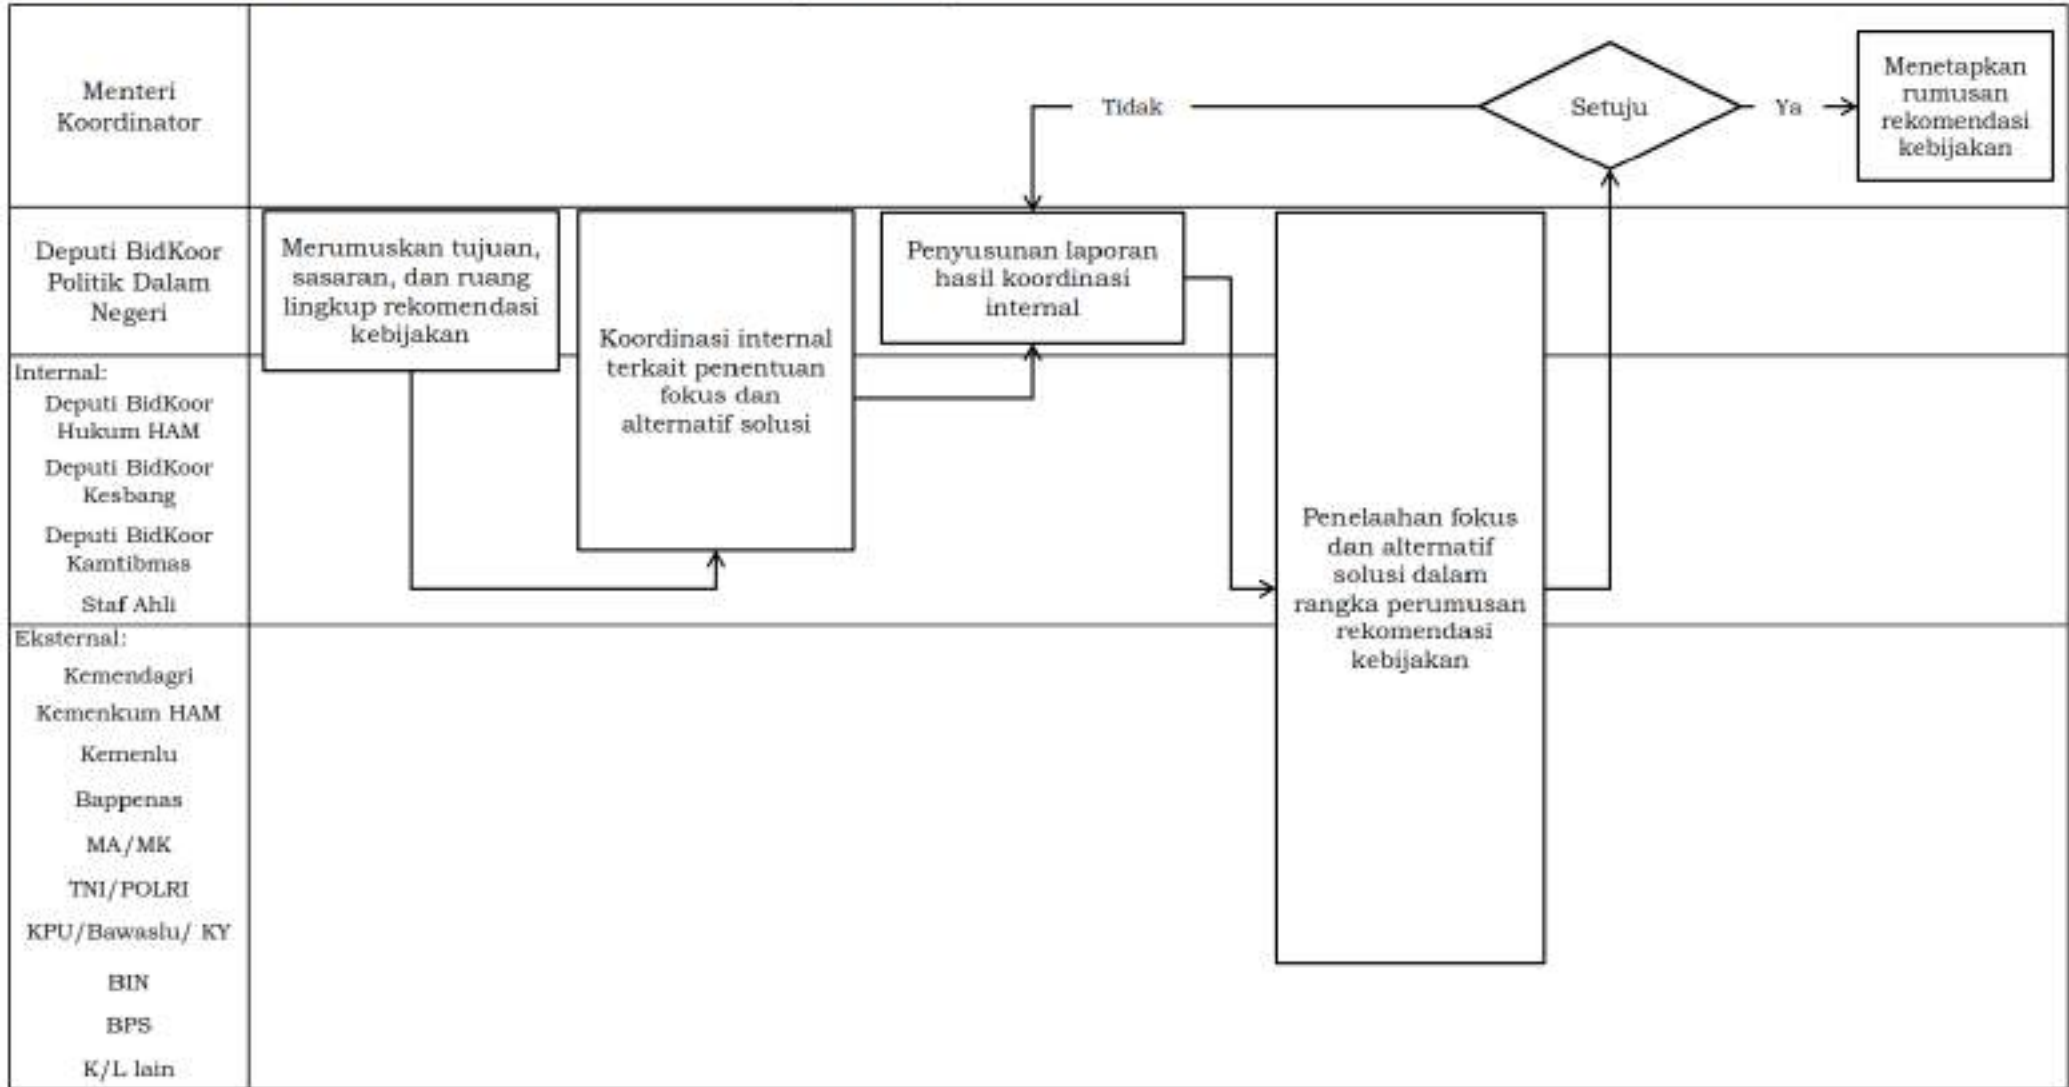 Menteri
Koordinator
Tidak
Setuju
Ya
Menetapkan
rumusan
rekomendasi
kebijakan
Deputi BidKoor
Politik Dalam
Negeri
Merumuskan tujuan,
sasaran, dan ruang
lingkup rekomendasi
kebijakan
Koordinasi internal
terkait penentuan
fokus dan
alternatif solusi
Penyusunan laporan
hasil koordinasi
internal
Penelaahan fokus
dan alternatif
solusi dalam
rangka perumusan
rekomendasi
kebijakan
Internal:
Deputi BidKoor
Hukum HAM
Deputi BidKoor
Kesbang
Deputi BidKoor
Kamtibmas
Staf Ahli
Eksternal:
Kemendagri
Kemenkum HAM
Kemenlu
Bappenas
MA/MK
TNI/POLRI
KPU/Bawaslu/ KY
BIN
BPS
K/L lain